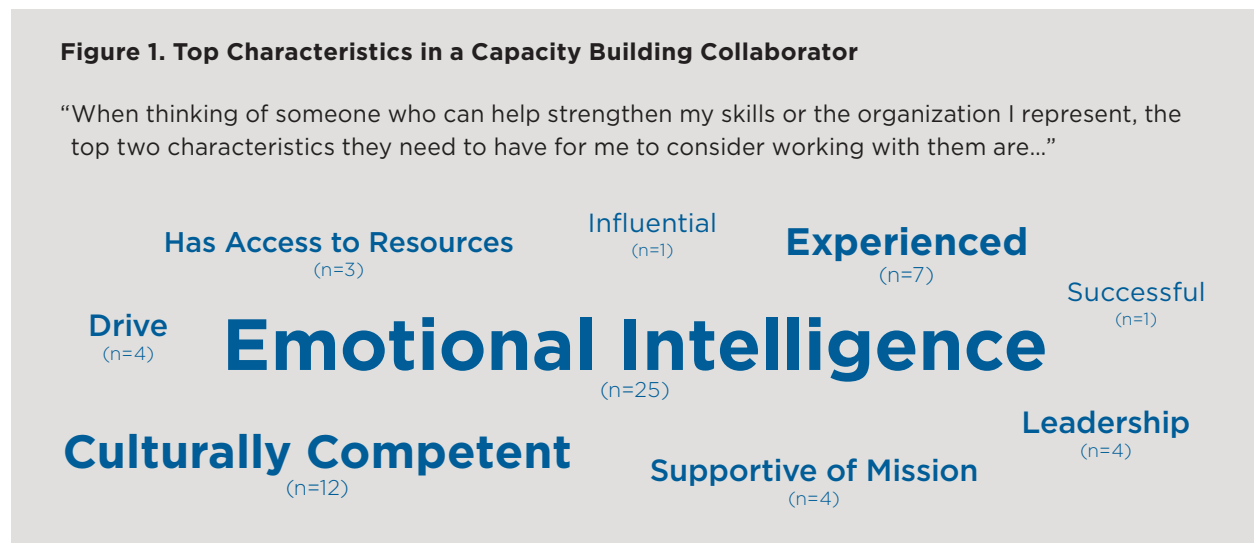 Figure 1. Top Characteristics in a Capacity Building Collaborator
“When thinking of someone who can help strengthen my skills or the organization I represent, the
top two characteristics they need to have for me to consider working with them are...”
Has Access to Resources
(n=3)
Influential
(n=1)
Experienced
(n=7)
Successful
(n=1)
Drive
(n=4)
Emotional Intelligence
(n=25)
Culturally Competent
(n=12)
Supportive of Mission
(n=4)
Leadership
(n=4)